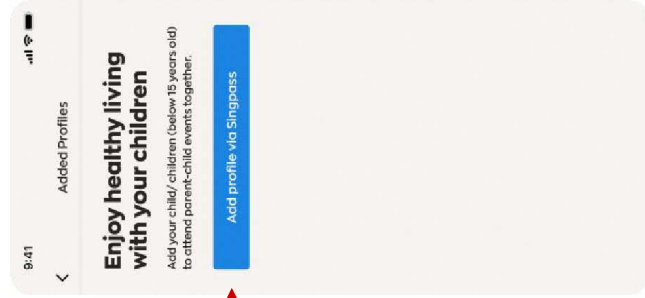 9:41
Added Profiles
Enjoy healthy living
with your children
Add your child/ children (below 15 years old)
to attend parent-child events together.
Add profile via Singpass